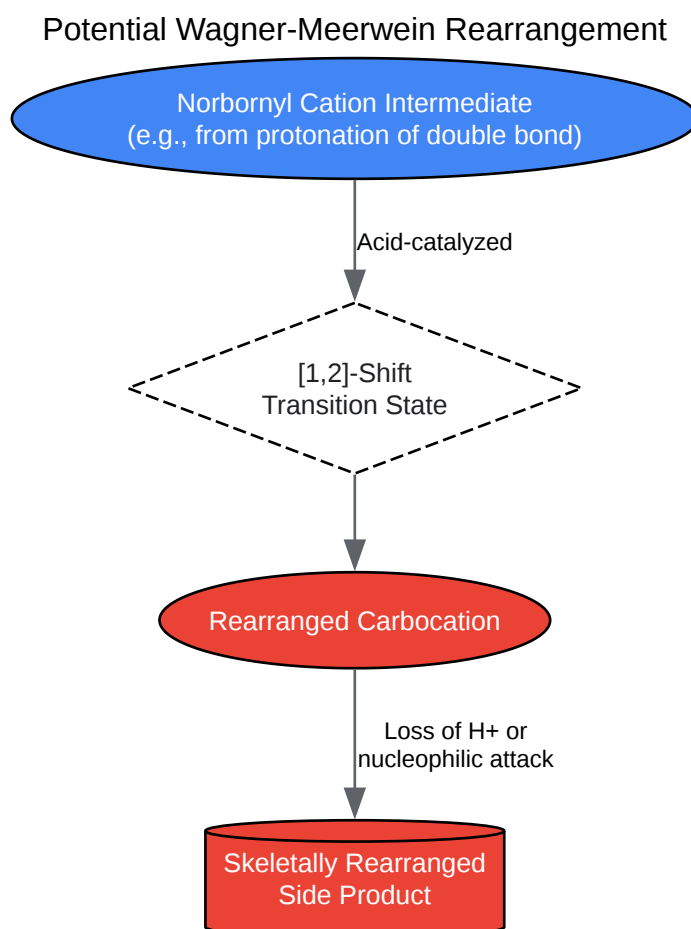 Potential Wagner-Meerwein Rearrangement
Norbornyl Cation Intermediate
(e.g., from protonation of double bond)
Acid-catalyzed
[1,2]-Shift
Transition State
Rearranged Carbocation
Loss of H+ or
nucleophilic attack
Skeletally Rearranged
Side Product